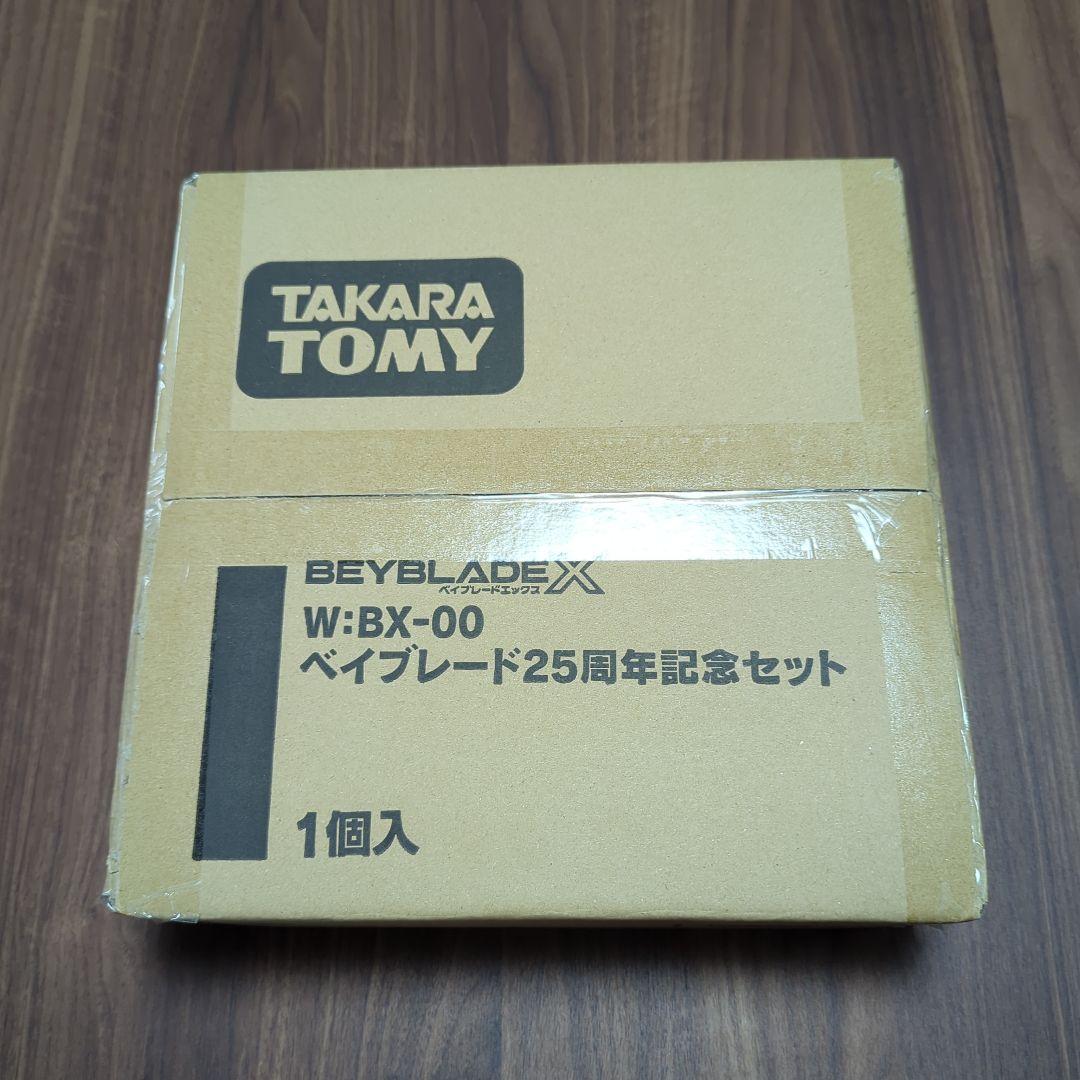 TAKARA
TOMY
BEYBLADE X
ベイブレードエックス
W:BX-00
ベイブレード25周年記念セット
1個入